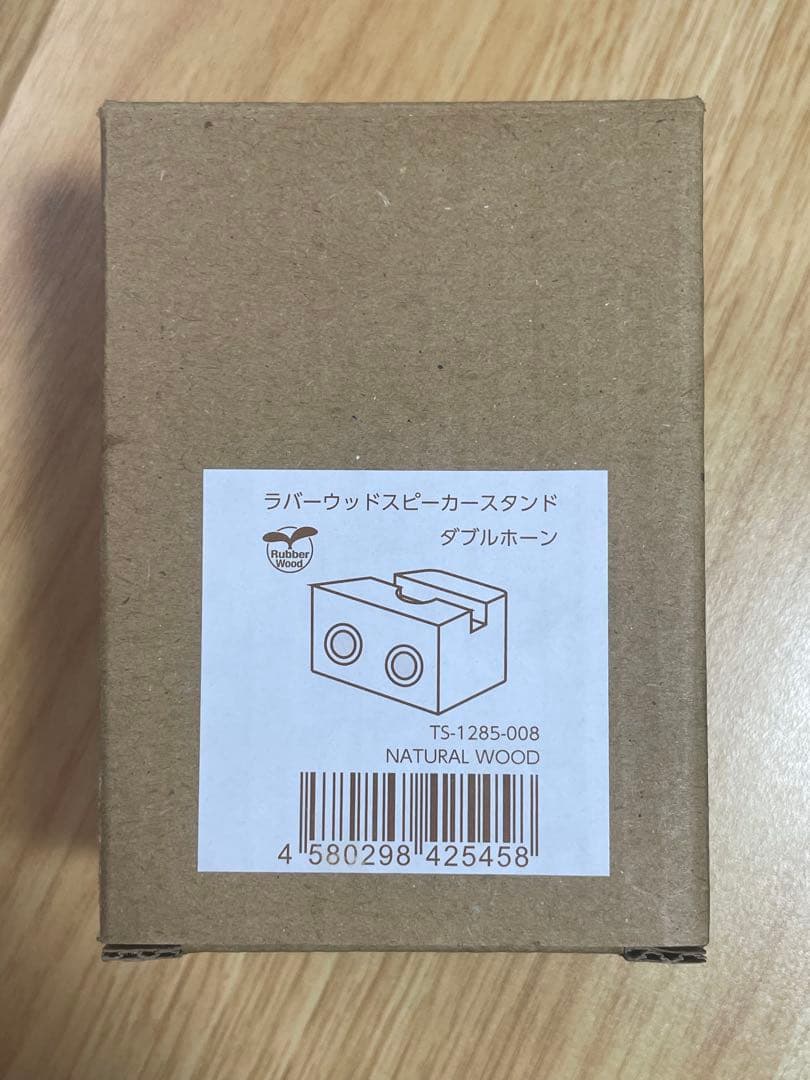 ラバーウッドスピーカースタンド
ダブルホーン
Rubber
Wood
TS-1285-008
NATURAL WOOD
4 580298 425458